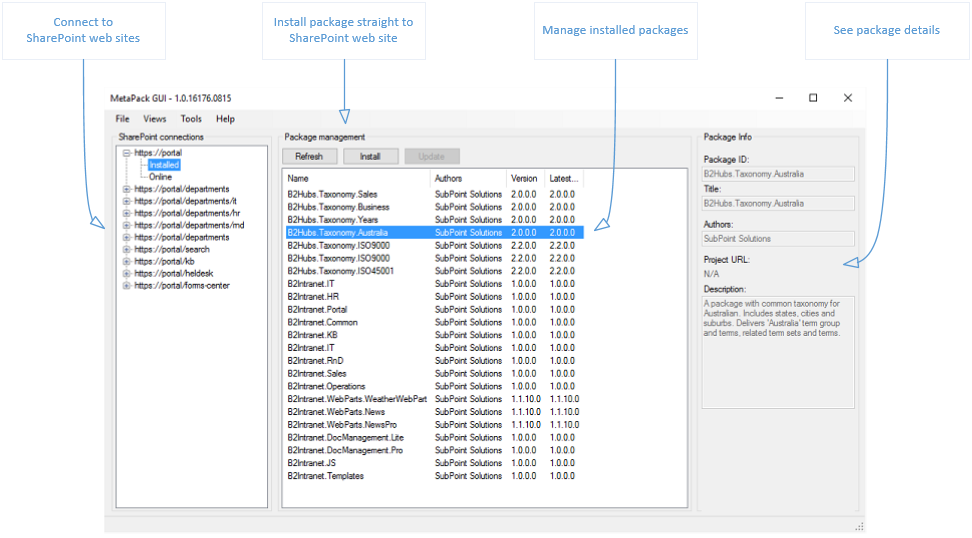 Connect to
SharePoint web sites
Install package straight to
SharePoint web site
Manage installed packages
See package details
MetaPack GUI - 1.0.16176.0815
File Views Tools Help
SharePoint connections
https://portal
Installed
Online
https://portal/departments
https://portal/departments/it
https://portal/departments/hr
https://portal/departments/md
https://portal/departments
https://portal/search
https://portal/kb
https://portal/heldesk
https://portal/forms-center
Package management
Refresh Install Update
Name Authors Version Latest...
B2Hubs.Taxonomy.Sales SubPoint Solutions 2.0.0.0 2.0.0.0
B2Hubs.Taxonomy.Business SubPoint Solutions 2.0.0.0 2.0.0.0
B2Hubs.Taxonomy.Years SubPoint Solutions 2.0.0.0 2.0.0.0
B2Hubs.Taxonomy.Australia SubPoint Solutions 2.0.0.0 2.0.0.0
B2Hubs.Taxonomy.ISO9000 SubPoint Solutions 2.2.0.0 2.2.0.0
B2Hubs.Taxonomy.ISO9000 SubPoint Solutions 2.2.0.0 2.2.0.0
B2Hubs.Taxonomy.ISO45001 SubPoint Solutions 2.2.0.0 2.2.0.0
B2Intranet.IT SubPoint Solutions 1.0.0.0 1.0.0.0
B2Intranet.HR SubPoint Solutions 1.0.0.0 1.0.0.0
B2Intranet.Portal SubPoint Solutions 1.0.0.0 1.0.0.0
B2Intranet.Common SubPoint Solutions 1.0.0.0 1.0.0.0
B2Intranet.KB SubPoint Solutions 1.0.0.0 1.0.0.0
B2Intranet.IT SubPoint Solutions 1.0.0.0 1.0.0.0
B2Intranet.RnD SubPoint Solutions 1.0.0.0 1.0.0.0
B2Intranet.Sales SubPoint Solutions 1.0.0.0 1.0.0.0
B2Intranet.Operations SubPoint Solutions 1.0.0.0 1.0.0.0
B2Intranet.WebParts.WeatherWebPart SubPoint Solutions 1.1.10.0 1.1.10.0
B2Intranet.WebParts.News SubPoint Solutions 1.1.10.0 1.1.10.0
B2Intranet.WebParts.NewsPro SubPoint Solutions 1.1.10.0 1.1.10.0
B2Intranet.DocManagement.Lite SubPoint Solutions 1.0.0.0 1.0.0.0
B2Intranet.DocManagement.Pro SubPoint Solutions 1.0.0.0 1.0.0.0
B2Intranet.JS SubPoint Solutions 1.0.0.0 1.0.0.0
B2Intranet.Templates SubPoint Solutions 1.0.0.0 1.0.0.0
Package Info
Package ID:
B2Hubs.Taxonomy.Australia
Title:
B2Hubs.Taxonomy.Australia
Authors:
SubPoint Solutions
Project URL:
N/A
Description:
A package with common taxonomy for
Australian. Includes states, cities and
suburbs. Delivers 'Australia' term group
and terms, related term sets and terms.